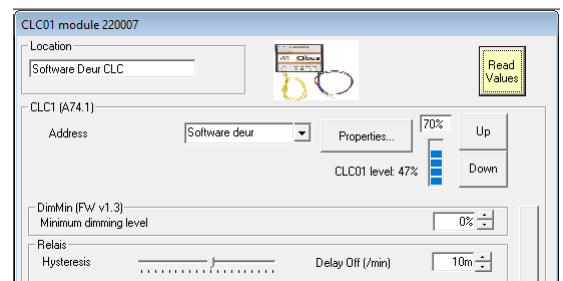 CLC01 module 220007
Location
Software Deur CLC
Qbus
Read
Values
CLC1 (A74.1)
Address
Software deur
Properties...
70%
Up
CLC01 level: 47%
Down
DimMin (FW v1.3)
Minimum dimming level
0%
Relais
Hysteresis
Delay Off (/min)
10m